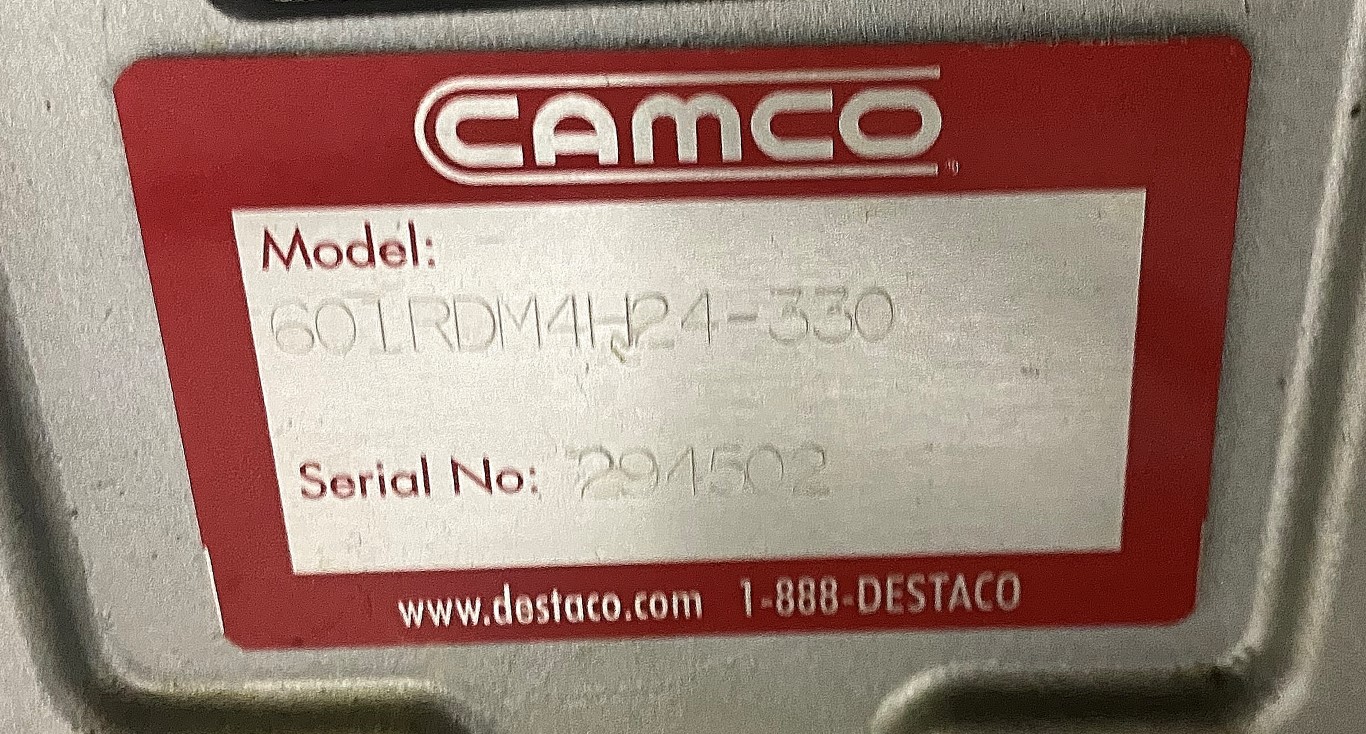 CAMCO
Model:
601RDM4H24-330
Serial No: 294502
www.destaco.com 1-888-DESTACO